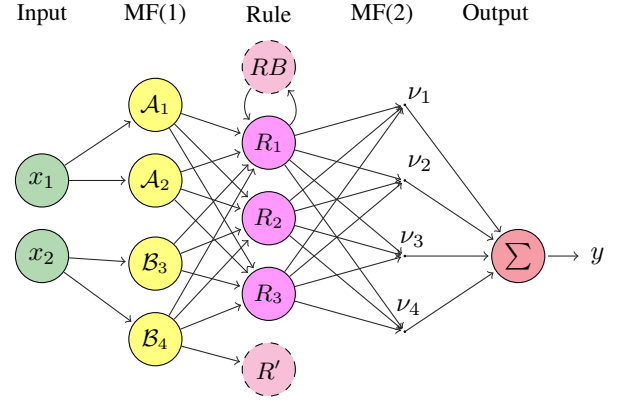 Input MF(1) Rule MF(2) Output
RB
𝒜₁ ν₁
R₁
x₁ 𝒜₂ ν₂
R₂
x₂ ℬ₃ ν₃ ∑ y
R₃
ℬ₄ ν₄
R′